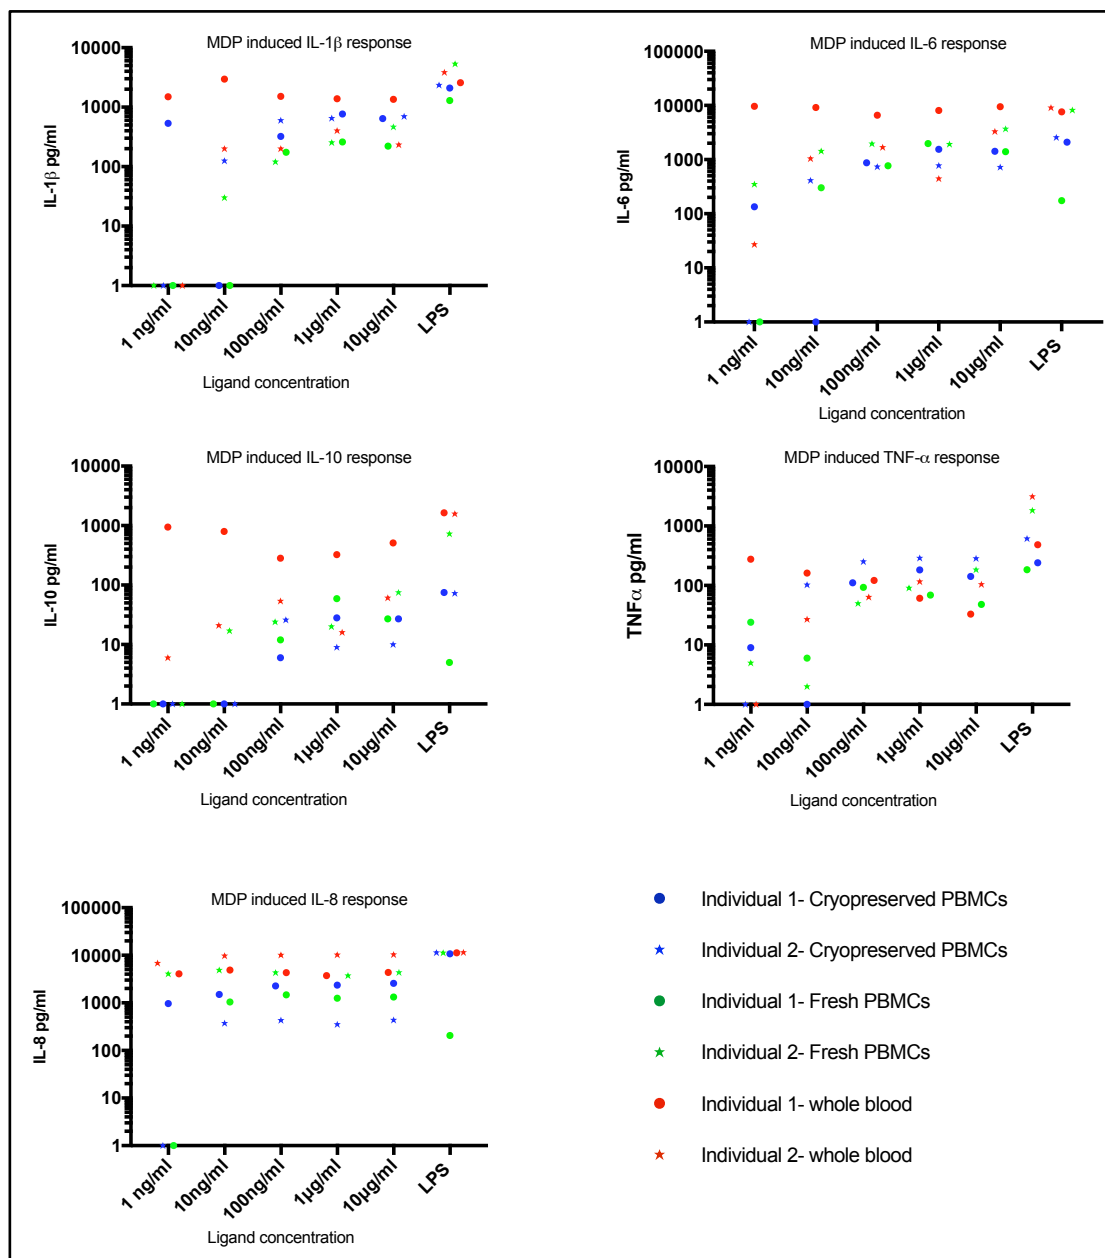 MDP induced IL-1β response
10000
1000
100
10
1
IL-1β pg/ml
1 ng/ml
10ng/ml
100ng/ml
1µg/ml
10µg/ml
LPS
Ligand concentration
MDP induced IL-6 response
100000
10000
1000
100
10
1
IL-6 pg/ml
1 ng/ml
10ng/ml
100ng/ml
1µg/ml
10µg/ml
LPS
Ligand concentration
MDP induced IL-10 response
10000
1000
100
10
1
IL-10 pg/ml
1 ng/ml
10ng/ml
100ng/ml
1µg/ml
10µg/ml
LPS
Ligand concentration
MDP induced TNF-α response
10000
1000
100
10
1
TNFα pg/ml
1 ng/ml
10ng/ml
100ng/ml
1µg/ml
10µg/ml
LPS
Ligand concentration
MDP induced IL-8 response
100000
10000
1000
100
10
1
IL-8 pg/ml
1 ng/ml
10ng/ml
100ng/ml
1µg/ml
10µg/ml
LPS
Ligand concentration
Individual 1- Cryopreserved PBMCs
Individual 2- Cryopreserved PBMCs
Individual 1- Fresh PBMCs
Individual 2- Fresh PBMCs
Individual 1- whole blood
Individual 2- whole blood